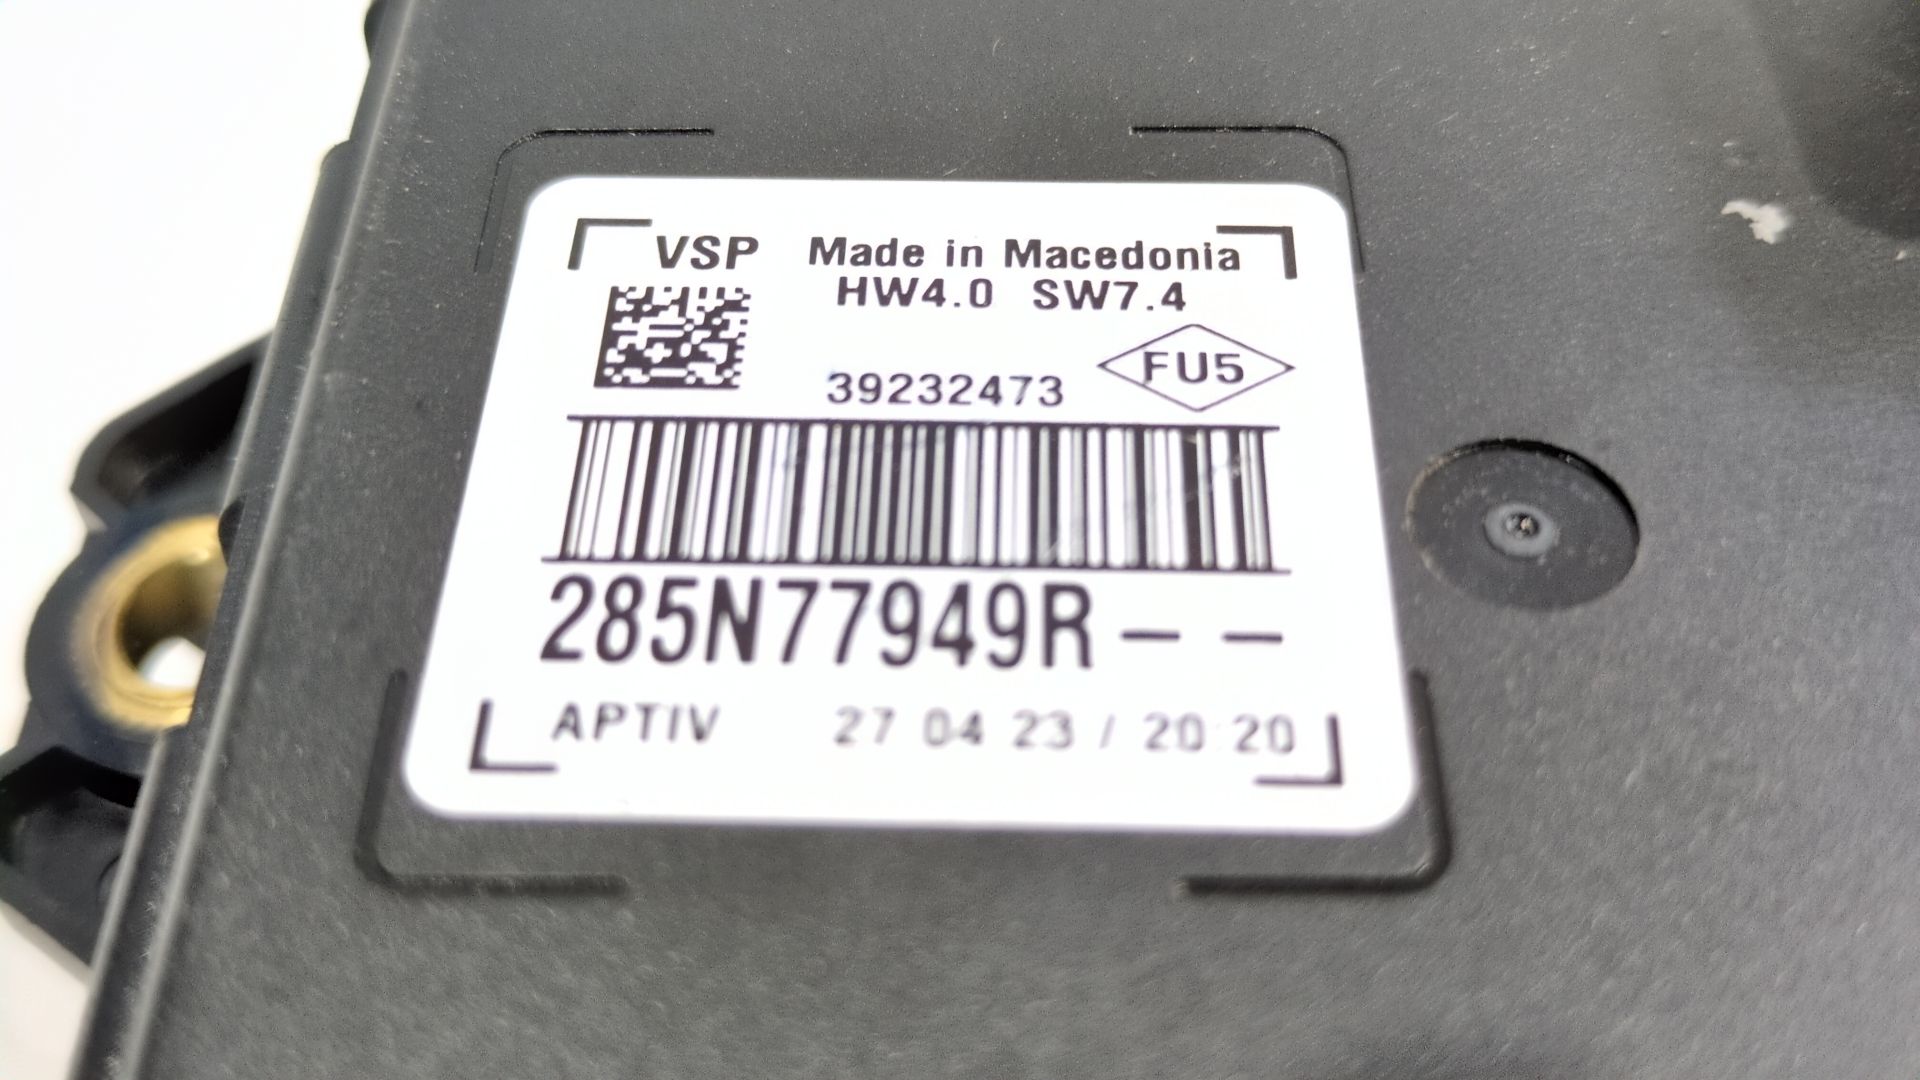 VSP Made in Macedonia
HW4.0 SW7.4
FU5
39232473
285N77949R--
APTIV 27 04 23 / 20:20